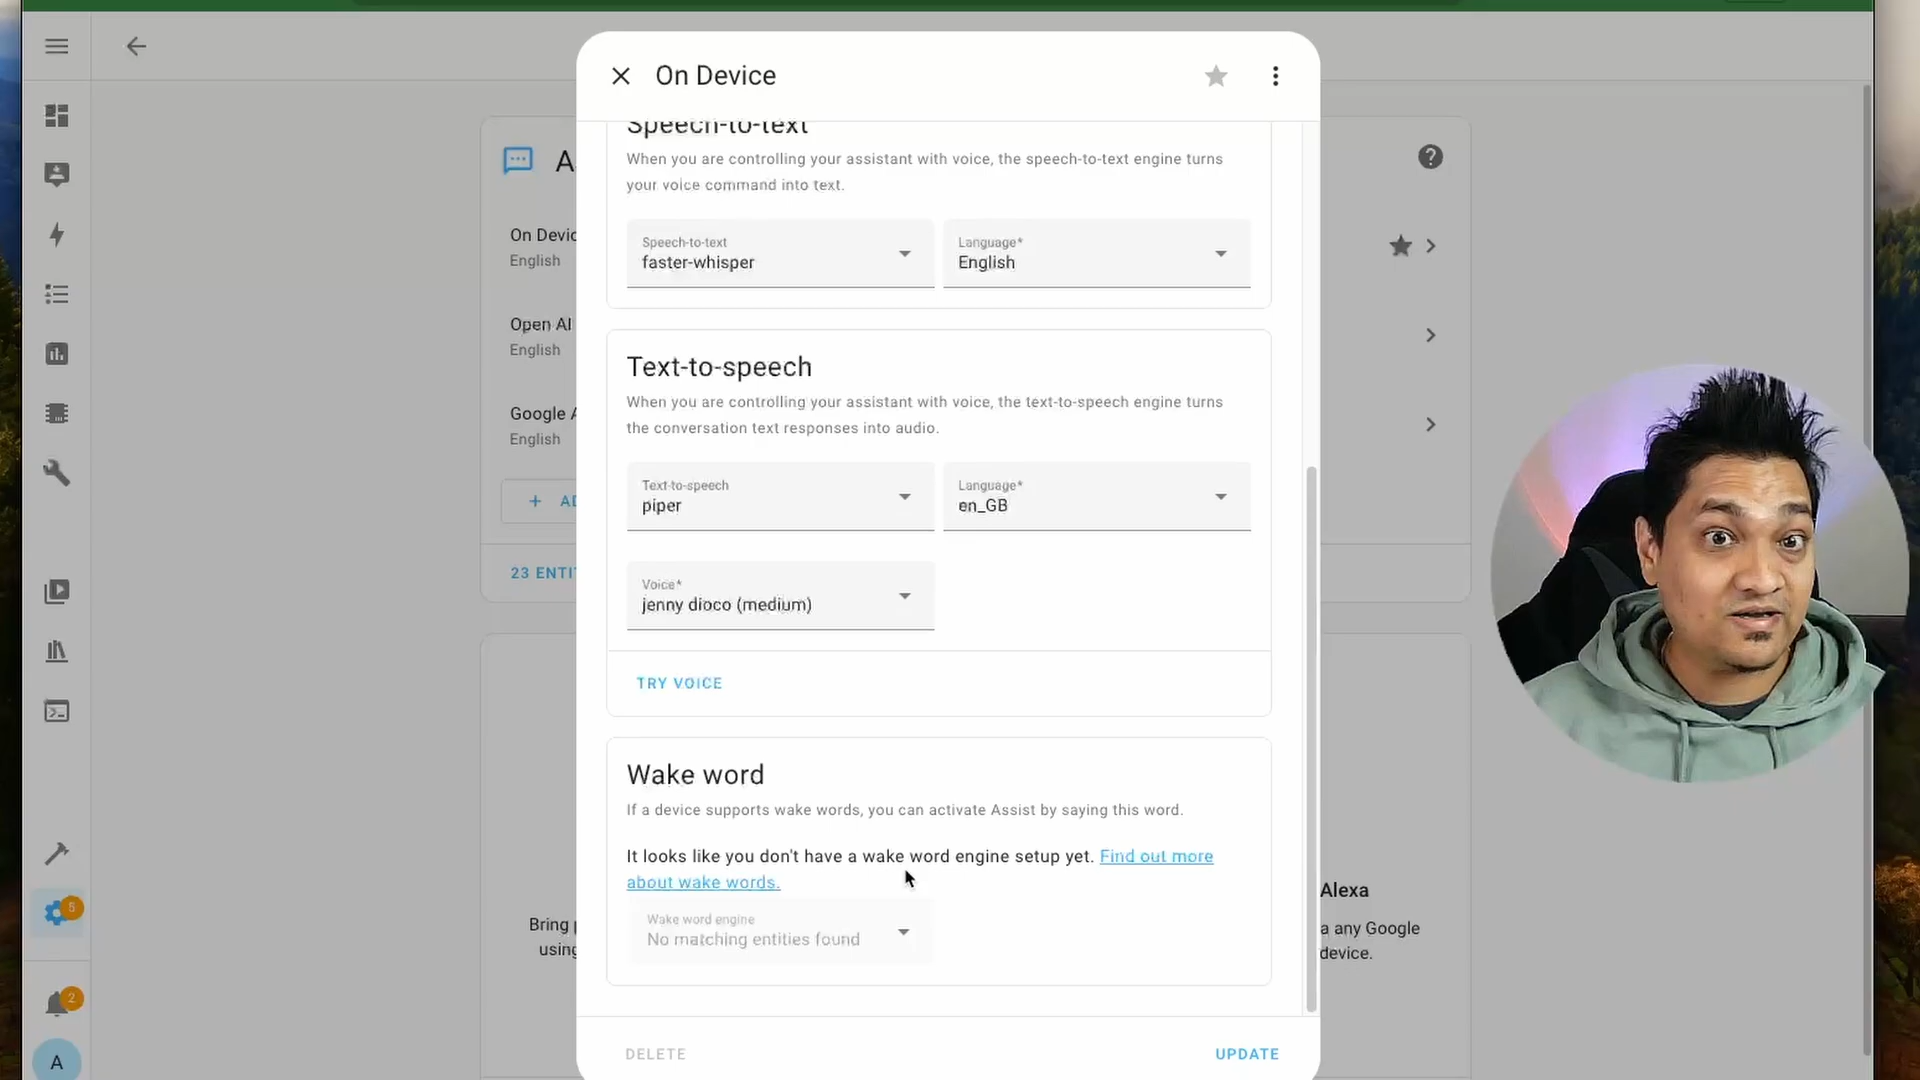 On Device
Speech-to-text
When you are controlling your assistant with voice, the speech-to-text engine turns
your voice command into text.
Speech-to-text
faster-whisper
Language*
English
Text-to-speech
When you are controlling your assistant with voice, the text-to-speech engine turns
the conversation text responses into audio.
Text-to-speech
piper
Language*
en_GB
Voice*
jenny dioco (medium)
TRY VOICE
Wake word
If a device supports wake words, you can activate Assist by saying this word.
It looks like you don't have a wake word engine setup yet. Find out more
about wake words.
Wake word engine
No matching entities found
DELETE
UPDATE
A
On Devic
English
Open AI
English
Google A
English
+ AD
23 ENTI
Bring
using
Alexa
a any Google
device.
5
2
A